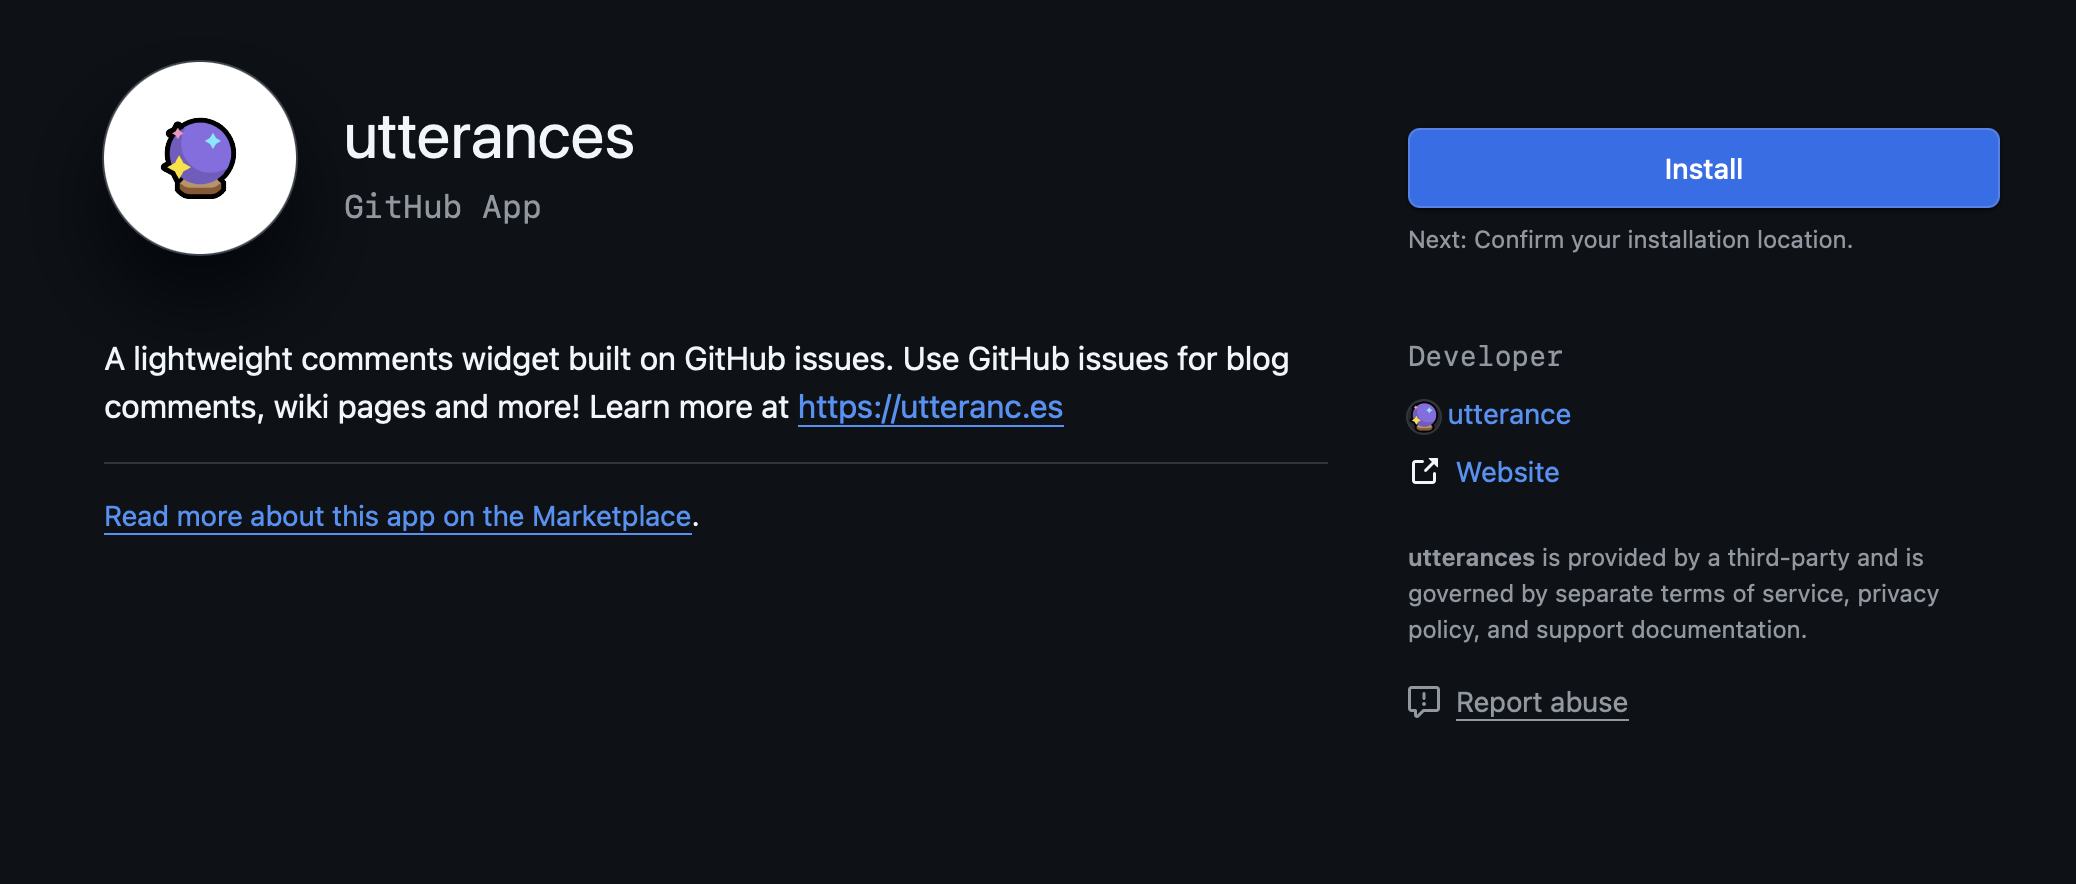 utterances
GitHub App
A lightweight comments widget built on GitHub issues. Use GitHub issues for blog
comments, wiki pages and more! Learn more at https://utteranc.es
Read more about this app on the Marketplace.
Install
Next: Confirm your installation location.
Developer
utterance
Website
utterances is provided by a third-party and is
governed by separate terms of service, privacy
policy, and support documentation.
Report abuse